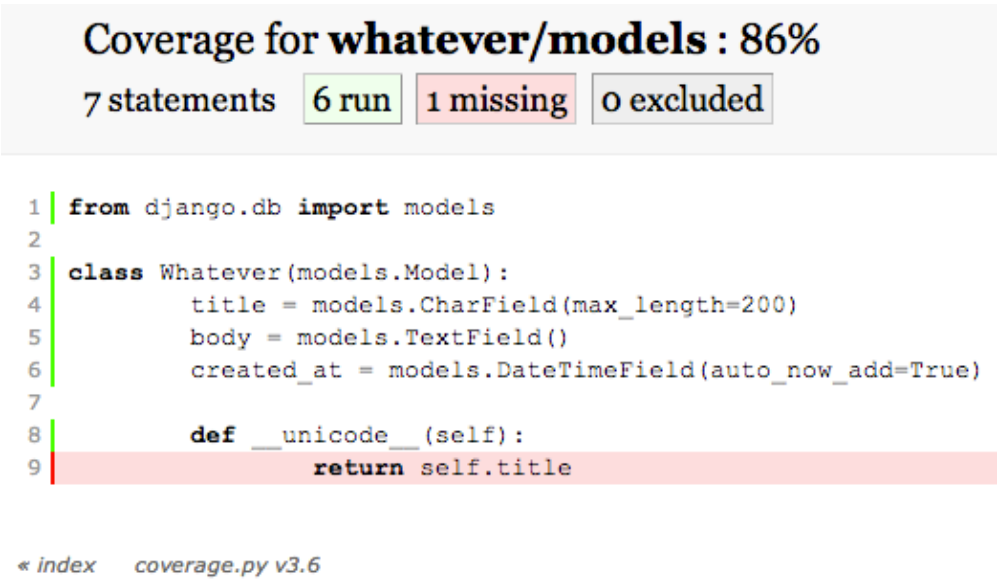 Coverage for whatever/models : 86%
7 statements 6 run 1 missing 0 excluded
1 from django.db import models
2
3 class Whatever(models.Model):
4 title = models.CharField(max_length=200)
5 body = models.TextField()
6 created_at = models.DateTimeField(auto_now_add=True)
7
8 def __unicode__(self):
9 return self.title
« index coverage.py v3.6